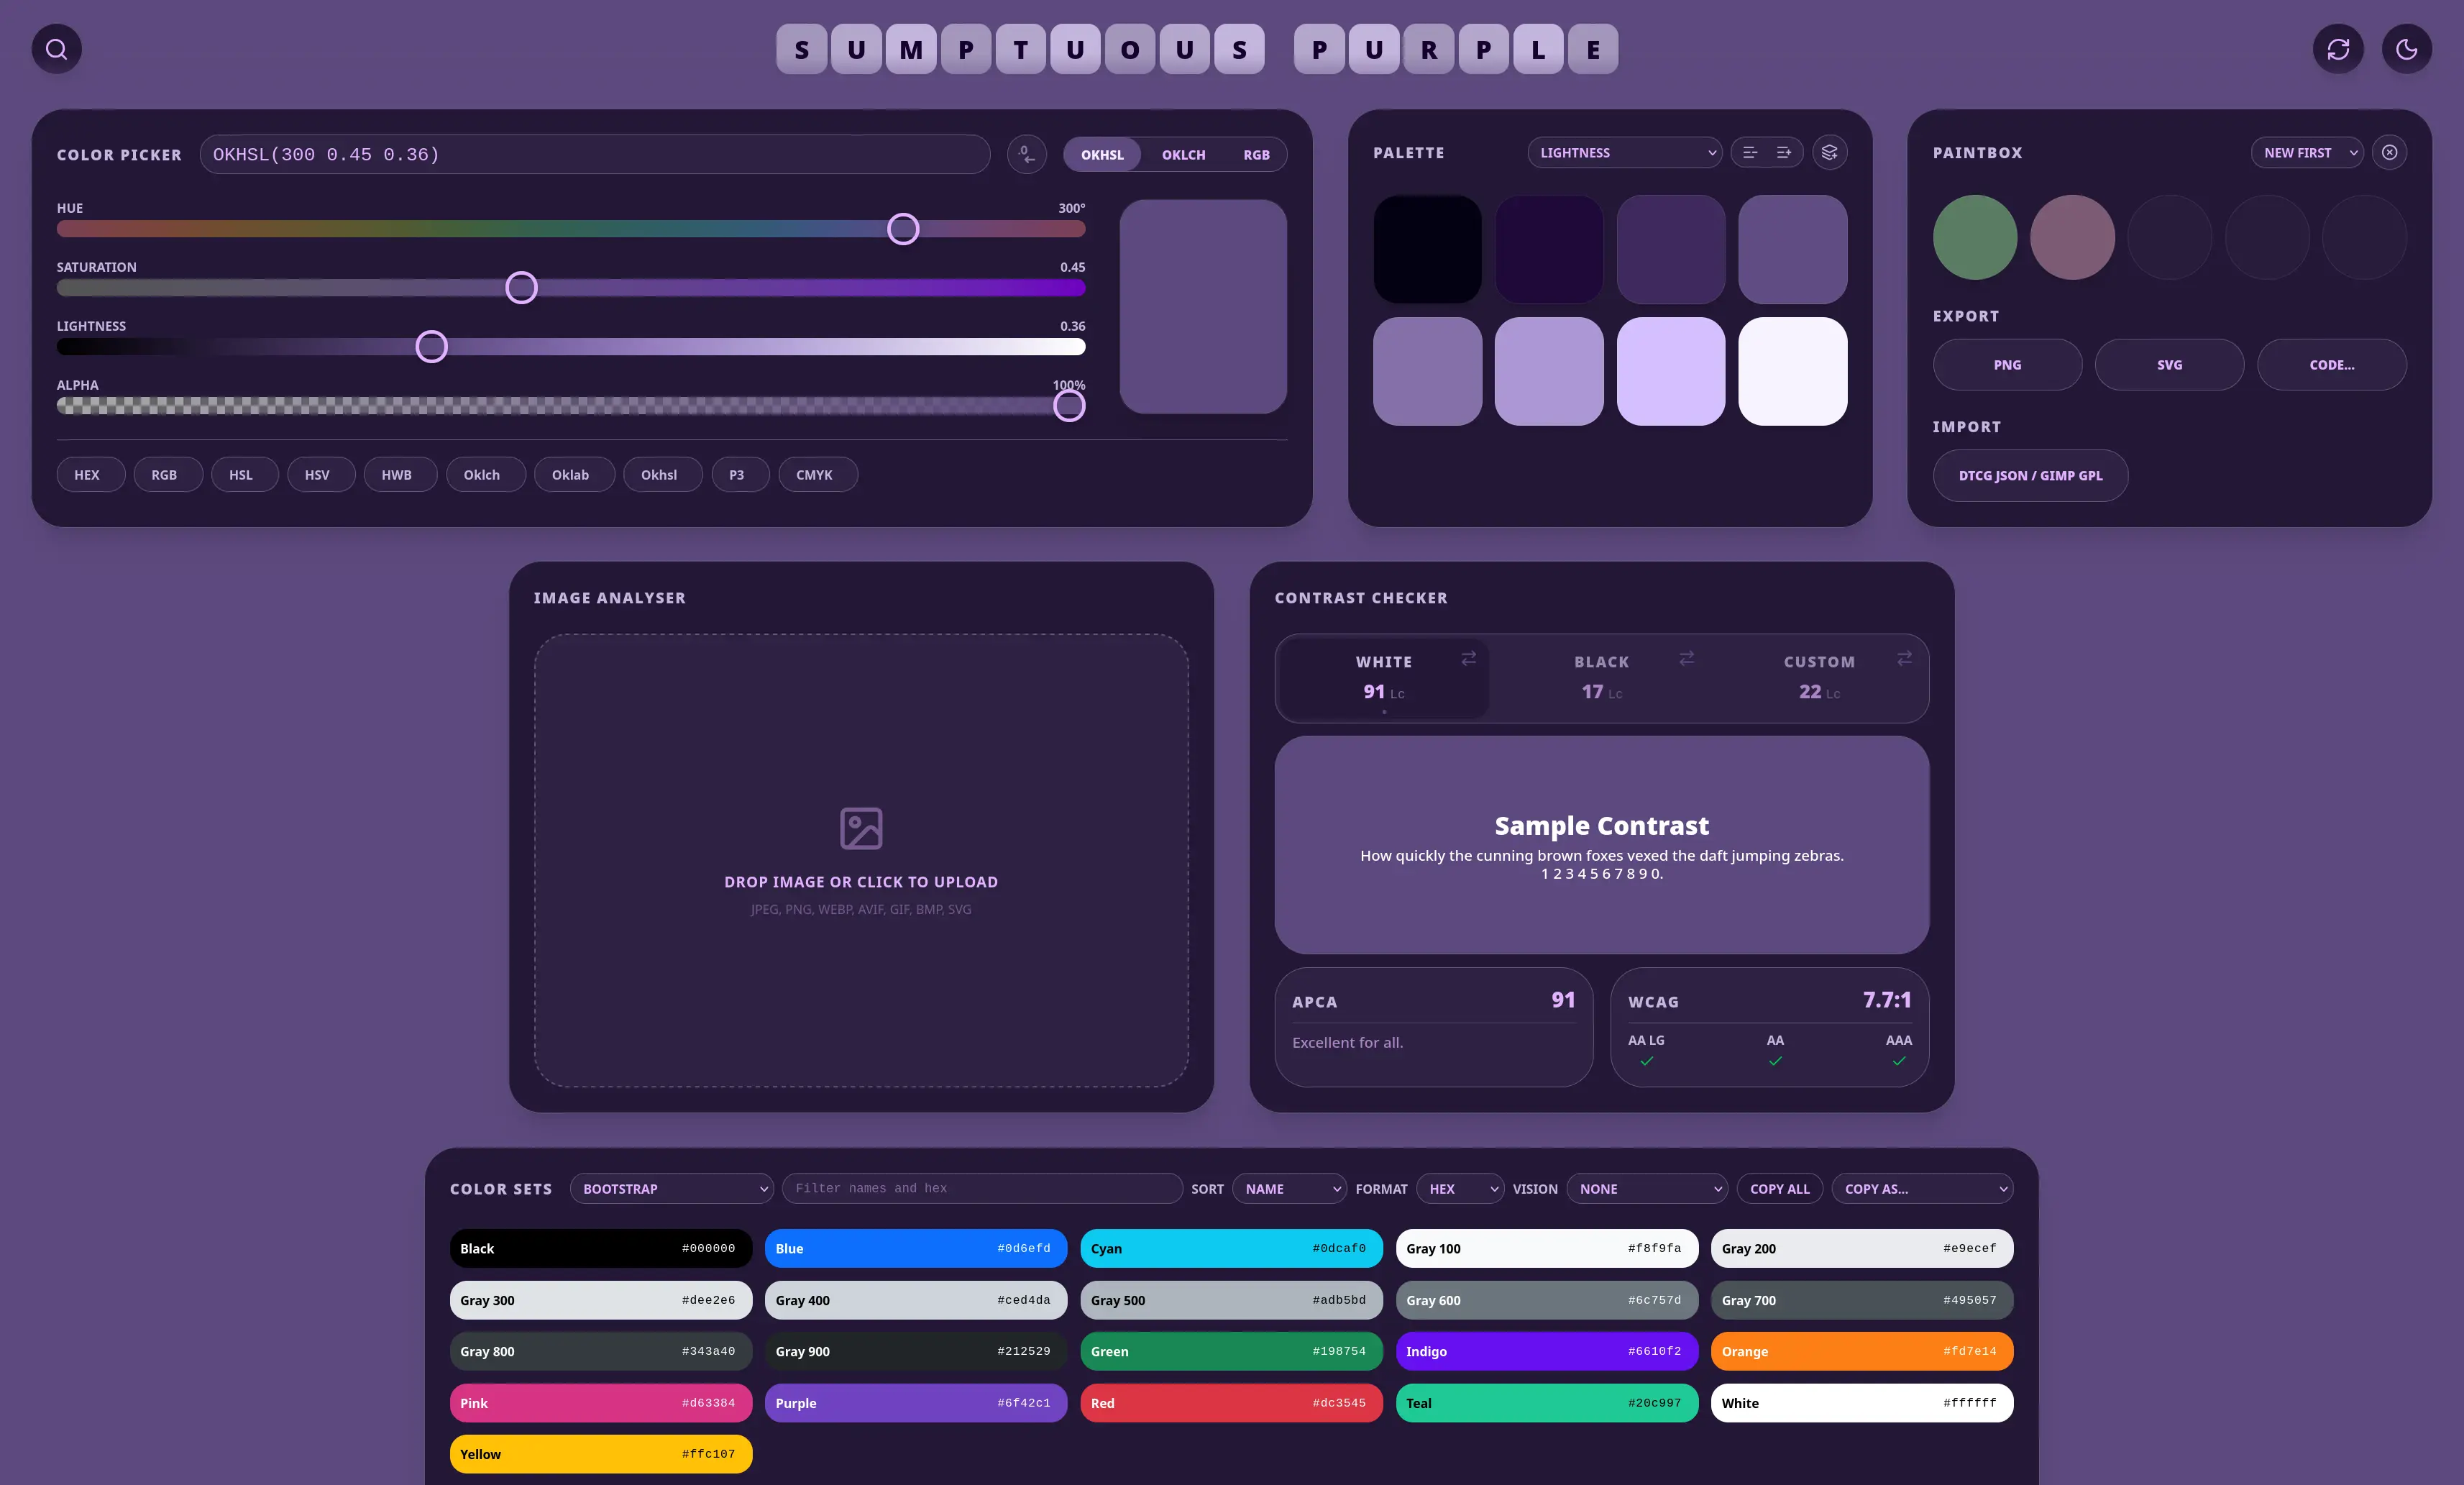 SUMPTUOUS PURPLE
COLOR PICKER
OKHSL(300 0.45 0.36)
.0
OKHSL
OKLCH
RGB
HUE
300°
SATURATION
0.45
LIGHTNESS
0.36
ALPHA
100%
HEX
RGB
HSL
HSV
HWB
Oklch
Oklab
Okhsl
P3
CMYK
PALETTE
LIGHTNESS
PAINTBOX
NEW FIRST
EXPORT
PNG
SVG
CODE...
IMPORT
DTCG JSON / GIMP GPL
IMAGE ANALYSER
DROP IMAGE OR CLICK TO UPLOAD
JPEG, PNG, WEBP, AVIF, GIF, BMP, SVG
CONTRAST CHECKER
WHITE
91 Lc
BLACK
17 Lc
CUSTOM
22 Lc
Sample Contrast
How quickly the cunning brown foxes vexed the daft jumping zebras.
1 2 3 4 5 6 7 8 9 0.
APCA
91
Excellent for all.
WCAG
7.7:1
AA LG
AA
AAA
COLOR SETS
BOOTSTRAP
Filter names and hex
SORT
NAME
FORMAT
HEX
VISION
NONE
COPY ALL
COPY AS...
Black #000000
Blue #0d6efd
Cyan #0dcaf0
Gray 100 #f8f9fa
Gray 200 #e9ecef
Gray 300 #dee2e6
Gray 400 #ced4da
Gray 500 #adb5bd
Gray 600 #6c757d
Gray 700 #495057
Gray 800 #343a40
Gray 900 #212529
Green #198754
Indigo #6610f2
Orange #fd7e14
Pink #d63384
Purple #6f42c1
Red #dc3545
Teal #20c997
White #ffffff
Yellow #ffc107